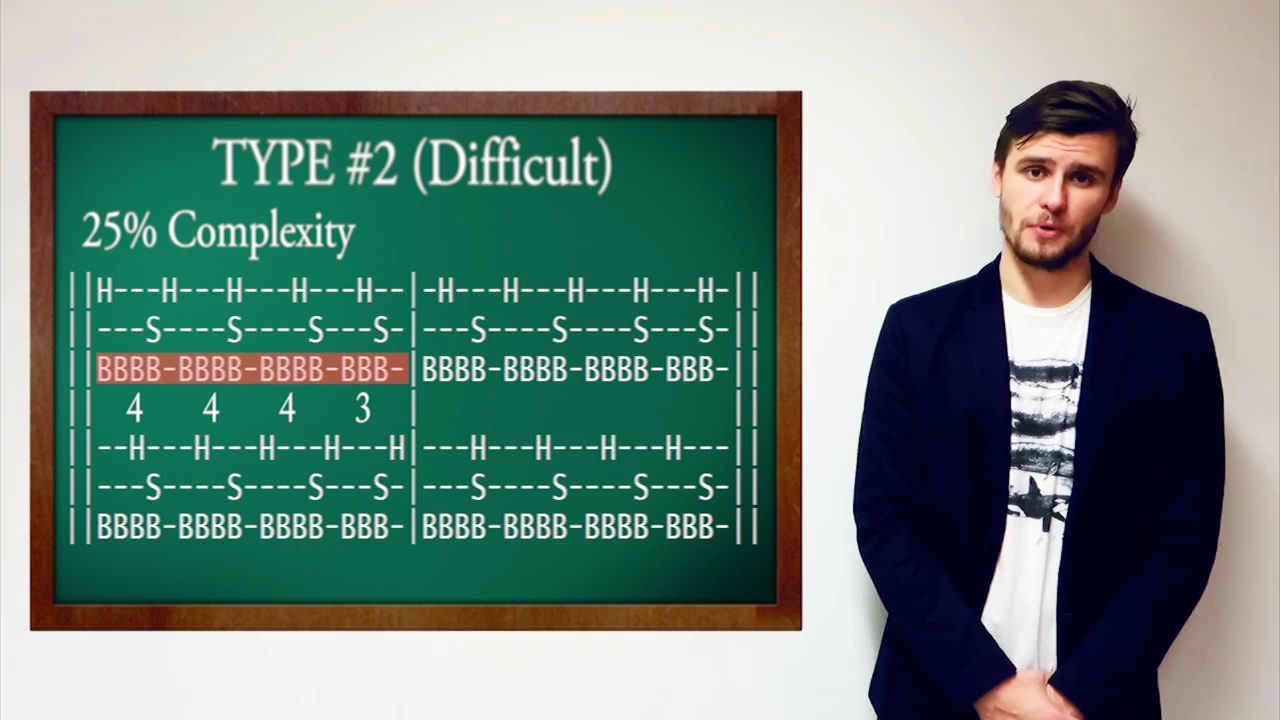 TYPE #2 (Difficult)
25% Complexity
||H---H---H---H---H--|-H---H---H---H---H-||
||---S----S----S---S-|---S----S----S---S-||
||BBBB-BBBB-BBBB-BBB-|BBBB-BBBB-BBBB-BBB-||
|| 4 4 4 3 | ||
||--H---H---H---H---H|---H---H---H---H---||
||---S----S----S---S-|---S----S----S---S-||
||BBBB-BBBB-BBBB-BBB-|BBBB-BBBB-BBBB-BBB-||